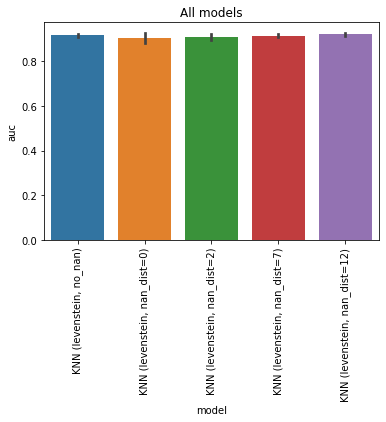 All models
auc
0.8
0.6
0.4
0.2
0.0
KNN (levenstein, no_nan)
KNN (levenstein, nan_dist=0)
KNN (levenstein, nan_dist=2)
KNN (levenstein, nan_dist=7)
KNN (levenstein, nan_dist=12)
model